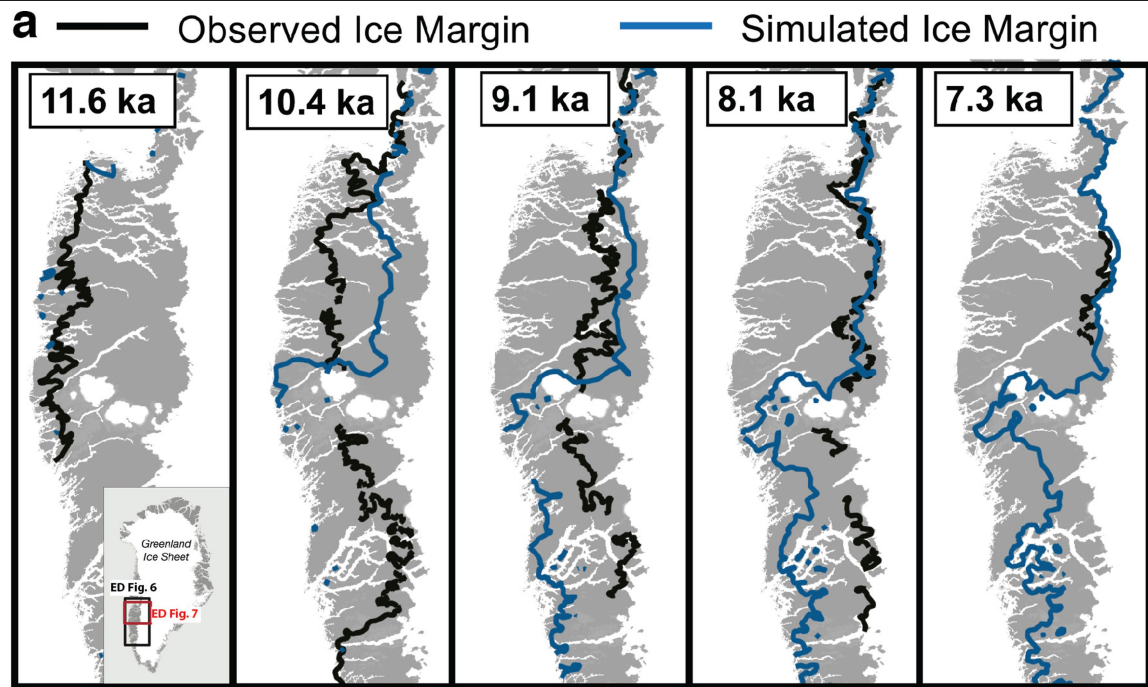 a Observed Ice Margin Simulated Ice Margin
11.6 ka 10.4 ka 9.1 ka 8.1 ka 7.3 ka
Greenland
Ice Sheet
ED Fig. 6
ED Fig. 7